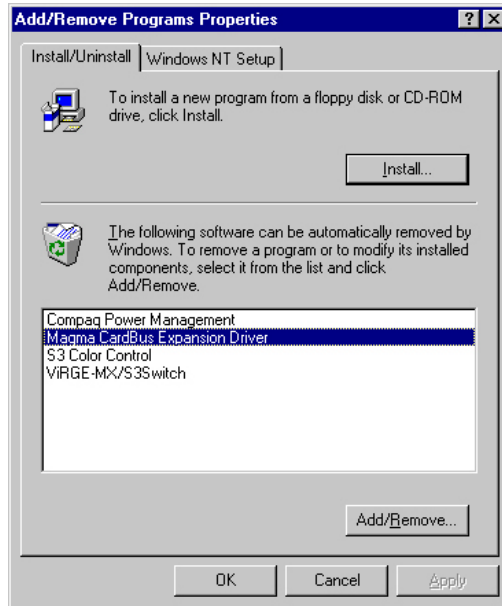 Add/Remove Programs Properties
Install/Uninstall
Windows NT Setup
To install a new program from a floppy disk or CD-ROM
drive, click Install.
Install...
The following software can be automatically removed by
Windows. To remove a program or to modify its installed
components, select it from the list and click
Add/Remove.
Compaq Power Management
Magma CardBus Expansion Driver
S3 Color Control
ViRGE-MX/S3Switch
Add/Remove...
OK
Cancel
Apply